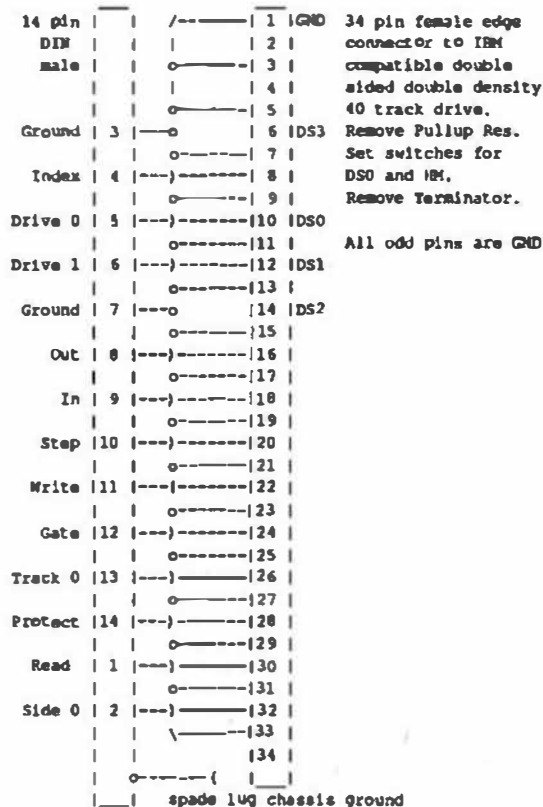 14 pin /------| 1 |GND 34 pin female edge
DIN | | 2 | connector to IBM
male o------| 3 | compatible double
| 4 | sided double density
o------| 5 | 40 track drive.
Ground | 3 |---o | 6 |DS3 Remove Pullup Res.
o------| 7 | Set switches for
Index | 4 |---)------| 8 | DS0 and HM.
o------| 9 | Remove Terminator.
Drive 0 | 5 |---)------|10 |DS0
o------|11 | All odd pins are GND
Drive 1 | 6 |---)------|12 |DS1
o------|13 |
Ground | 7 |---o |14 |DS2
o------|15 |
Out | 8 |---)------|16 |
o------|17 |
In | 9 |---)------|18 |
o------|19 |
Step |10 |---)------|20 |
o------|21 |
Write |11 |---|------|22 |
o------|23 |
Gate |12 |---)------|24 |
o------|25 |
Track 0 |13 |---)------|26 |
o------|27 |
Protect |14 |---)------|28 |
o------|29 |
Read | 1 |---)------|30 |
o------|31 |
Side 0 | 2 |---)------|32 |
\------|33 |
|34 |
o------(
spade lug chassis ground